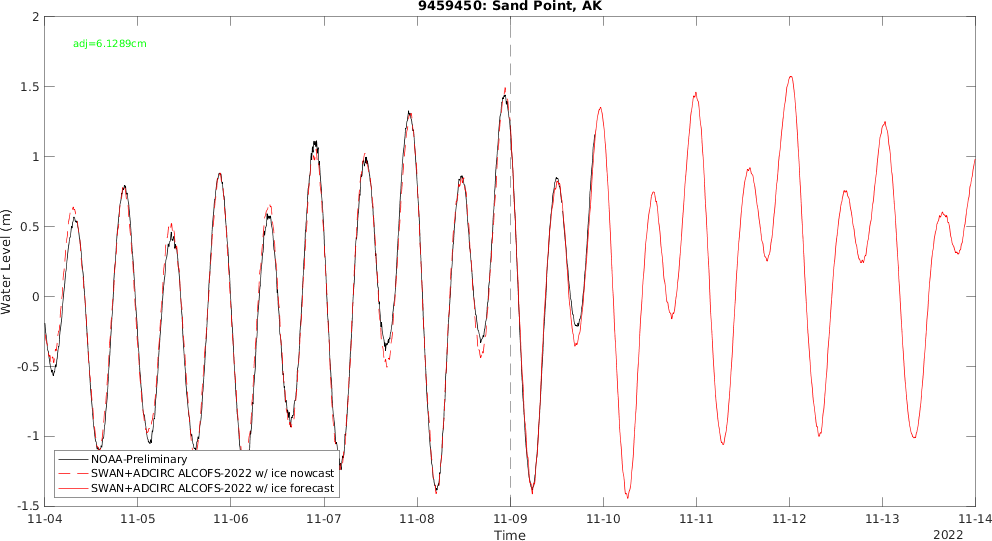 9459450: Sand Point, AK
adj=6.1289cm
Water Level (m)
2
1.5
1
0.5
0
-0.5
-1
-1.5
NOAA-Preliminary
SWAN+ADCIRC ALCOFS-2022 w/ ice nowcast
SWAN+ADCIRC ALCOFS-2022 w/ ice forecast
11-04 11-05 11-06 11-07 11-08 11-09 11-10 11-11 11-12 11-13 11-14
Time
2022